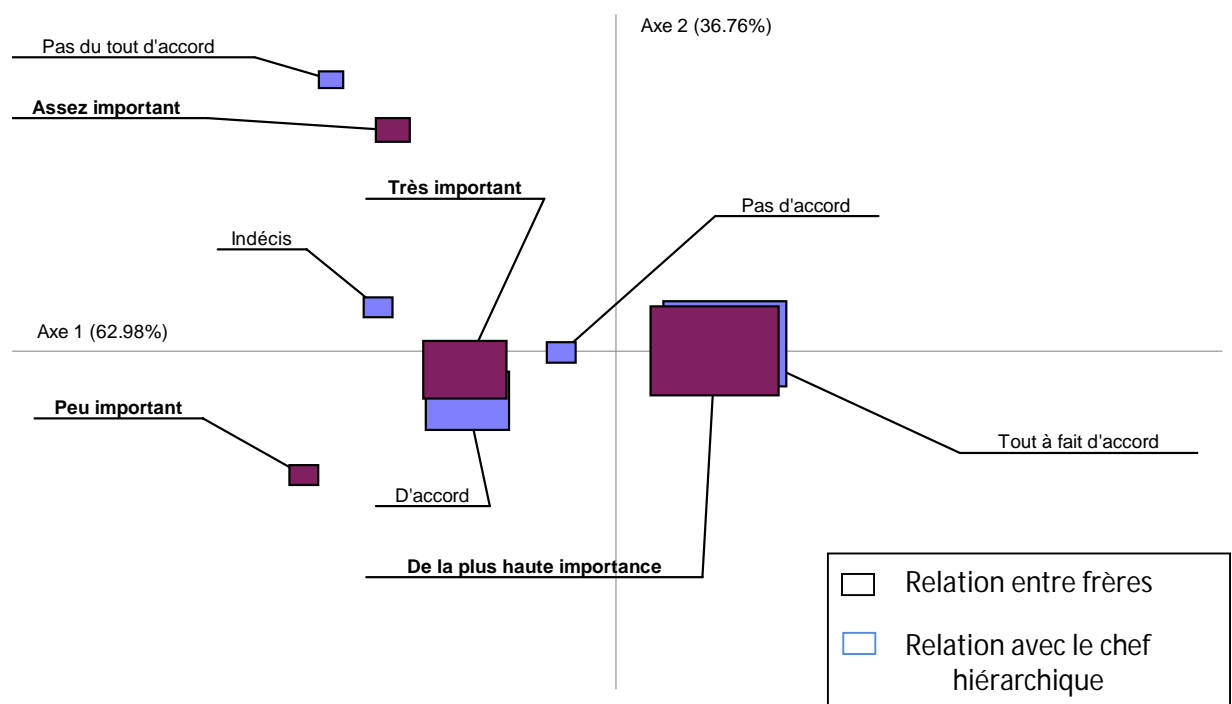 Axe 2 (36.76%)
Pas du tout d'accord
Assez important
Très important
Pas d'accord
Indécis
Axe 1 (62.98%)
Peu important
Tout à fait d'accord
D'accord
De la plus haute importance
Relation entre frères
Relation avec le chef
hiérarchique